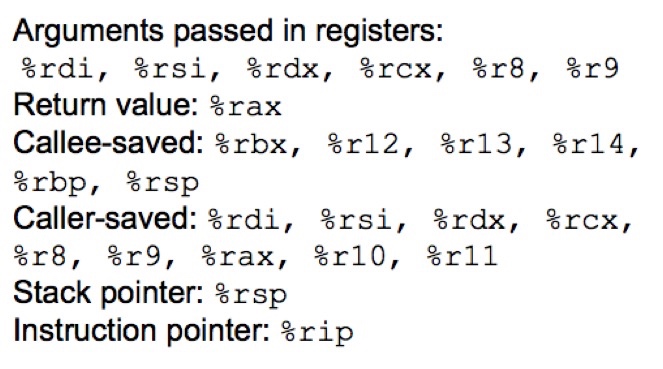 Arguments passed in registers:
%rdi, %rsi, %rdx, %rcx, %r8, %r9
Return value: %rax
Callee-saved: %rbx, %r12, %r13, %r14,
%rbp, %rsp
Caller-saved: %rdi, %rsi, %rdx, %rcx,
%r8, %r9, %rax, %r10, %r11
Stack pointer: %rsp
Instruction pointer: %rip